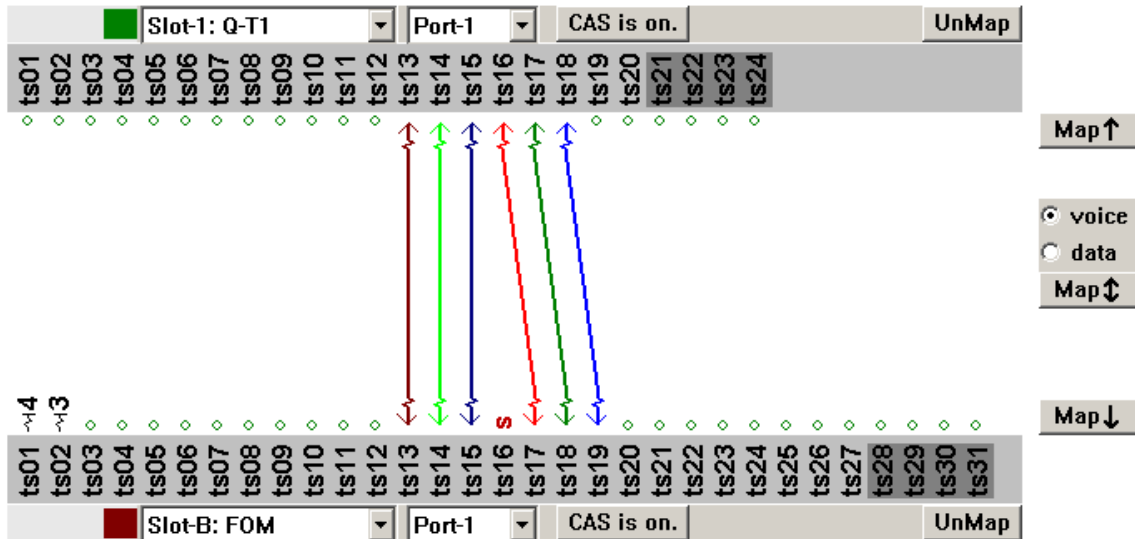 Slot-1: Q-T1 Port-1 CAS is on. UnMap
ts01 ts02 ts03 ts04 ts05 ts06 ts07 ts08 ts09 ts10 ts11 ts12 ts13 ts14 ts15 ts16 ts17 ts18 ts19 ts20 ts21 ts22 ts23 ts24
Map↑
voice
data
Map↕
4 3 s
Map↓
ts01 ts02 ts03 ts04 ts05 ts06 ts07 ts08 ts09 ts10 ts11 ts12 ts13 ts14 ts15 ts16 ts17 ts18 ts19 ts20 ts21 ts22 ts23 ts24 ts25 ts26 ts27 ts28 ts29 ts30 ts31
Slot-B: FOM Port-1 CAS is on. UnMap